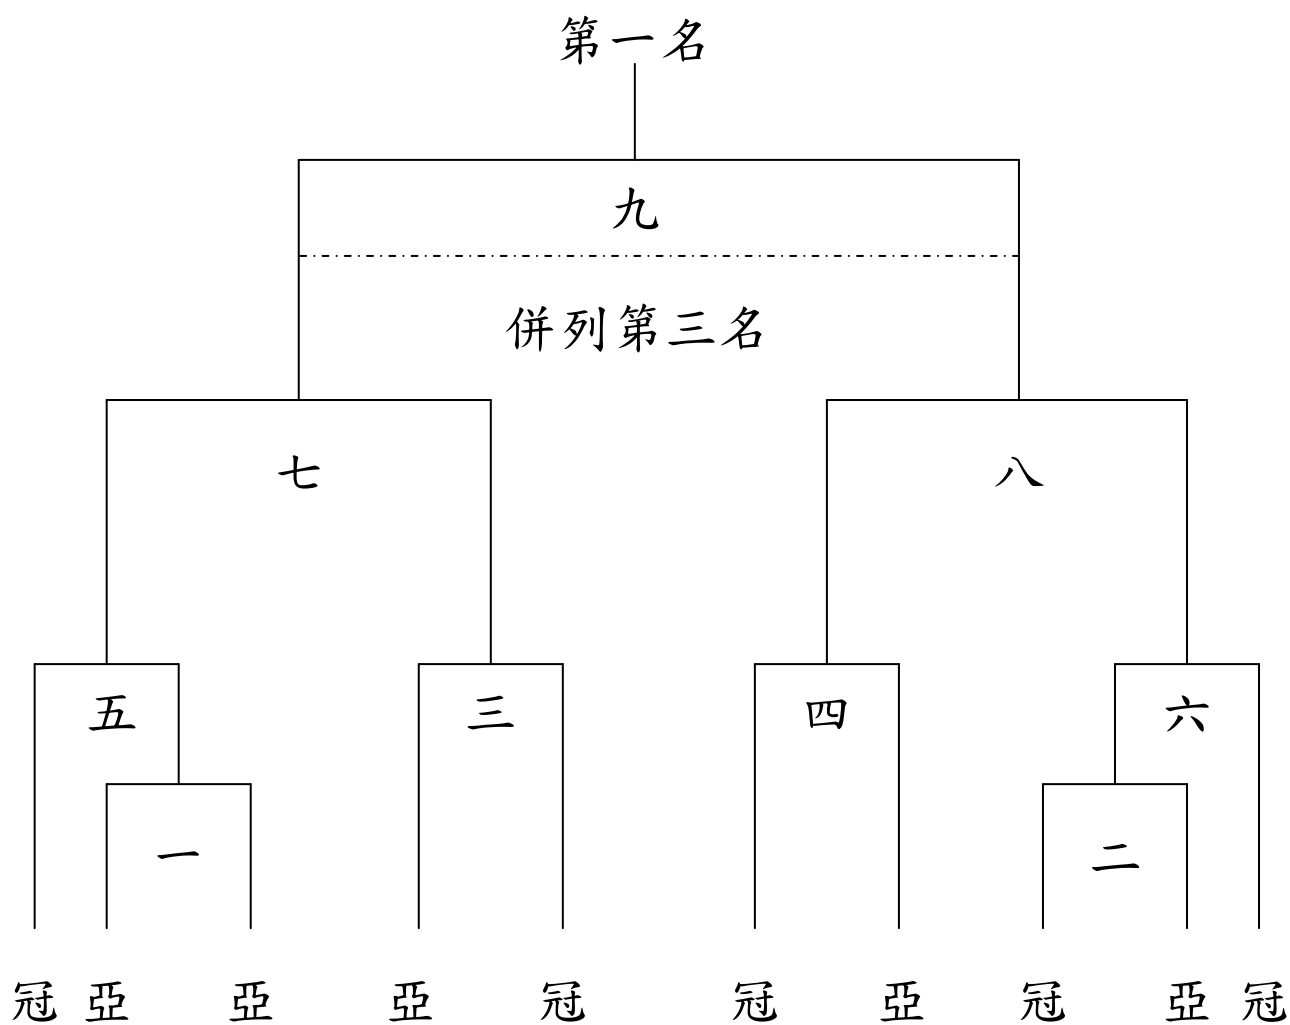 第一名
九
併列第三名
七 八
五 三 四 六
一 二
冠 亞 亞 亞 冠 冠 亞 冠 亞 冠